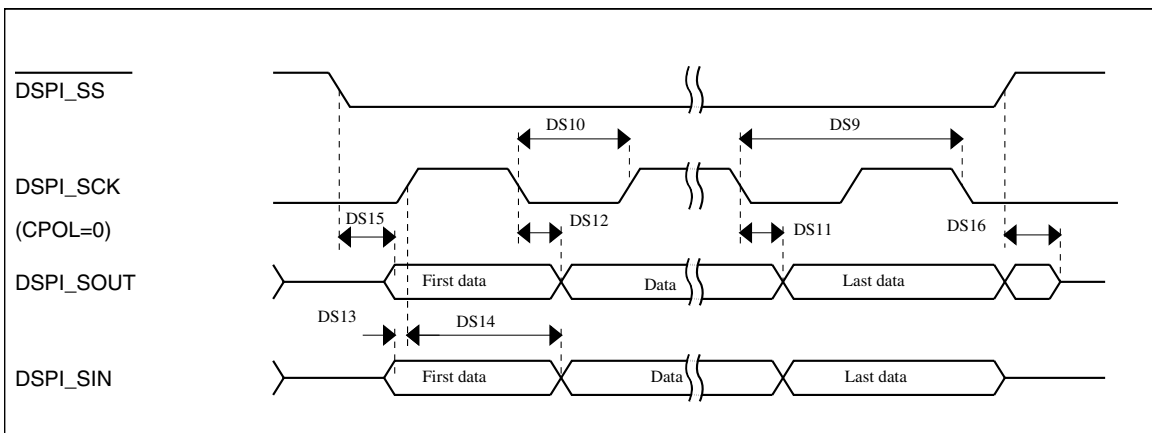 DSPI_SS
DS10
DS9
DSPI_SCK
(CPOL=0)
DS15
DS12
DS11
DS16
DSPI_SOUT
First data
Data
Last data
DS13
DS14
DSPI_SIN
First data
Data
Last data